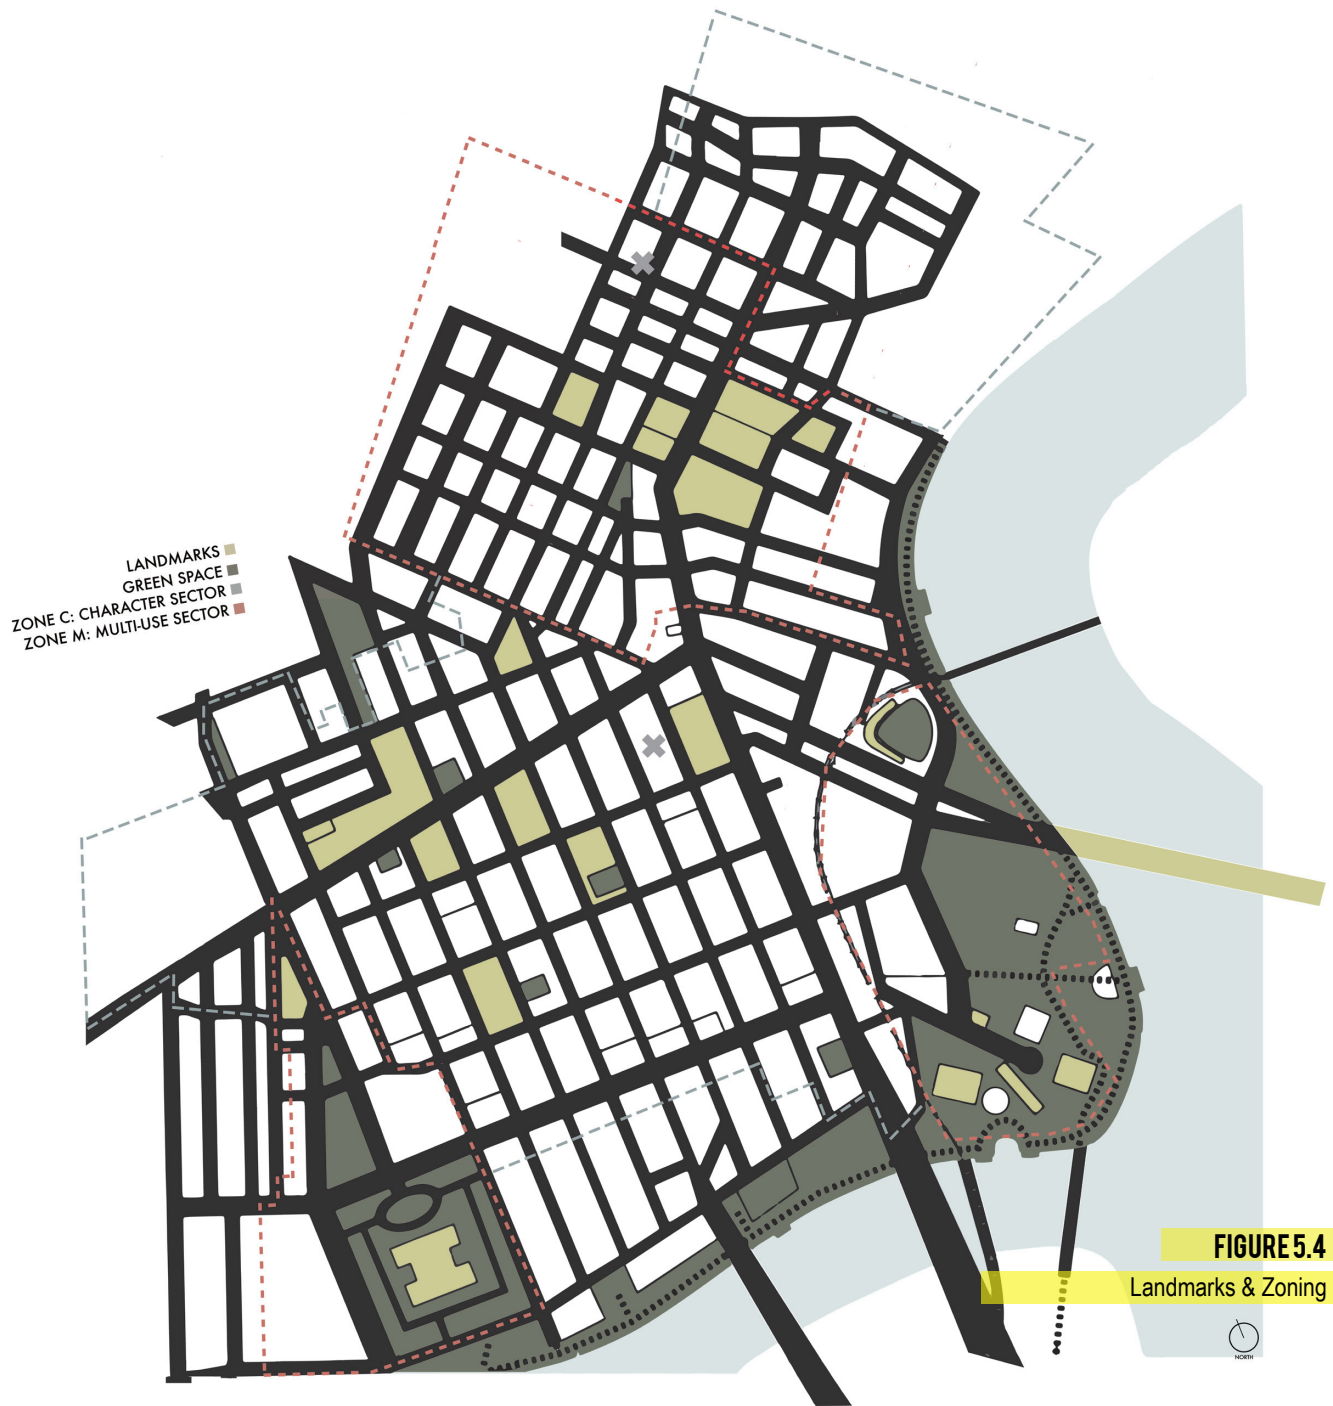 LANDMARKS
GREEN SPACE
ZONE C: CHARACTER SECTOR
ZONE M: MULTI-USE SECTOR
FIGURE 5.4
Landmarks & Zoning
NORTH